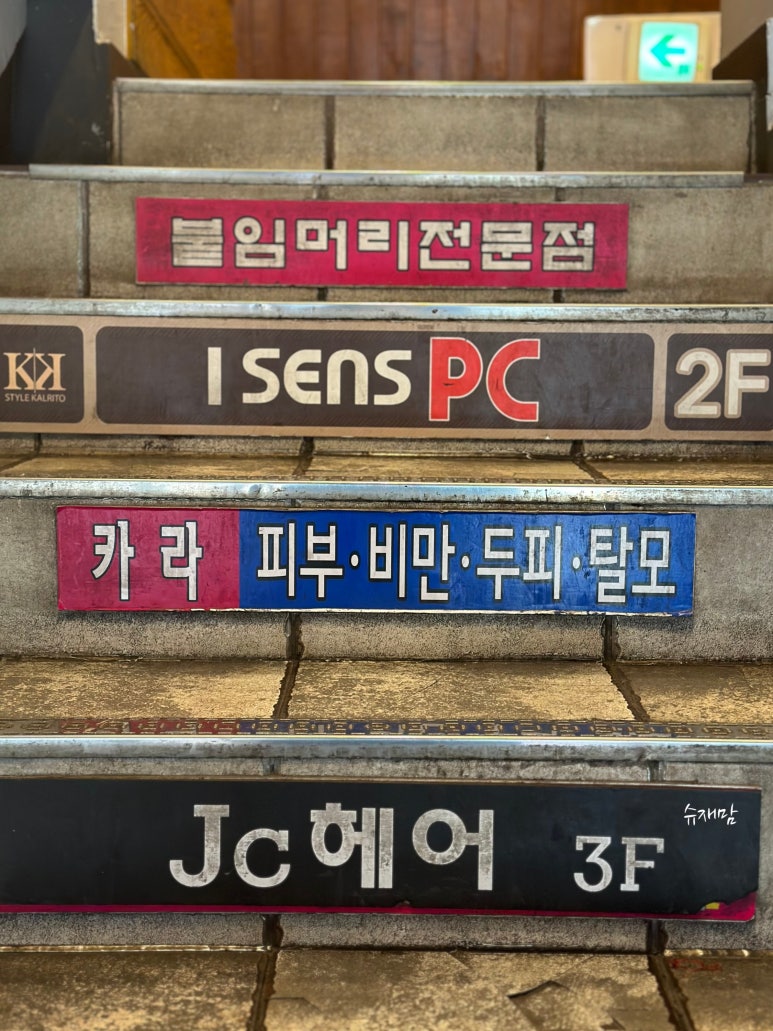 붙임머리전문점
KK
STYLE KALRITO
I SENS PC
2F
카라 피부·비만·두피·탈모
Jc헤어 3F
슈재맘